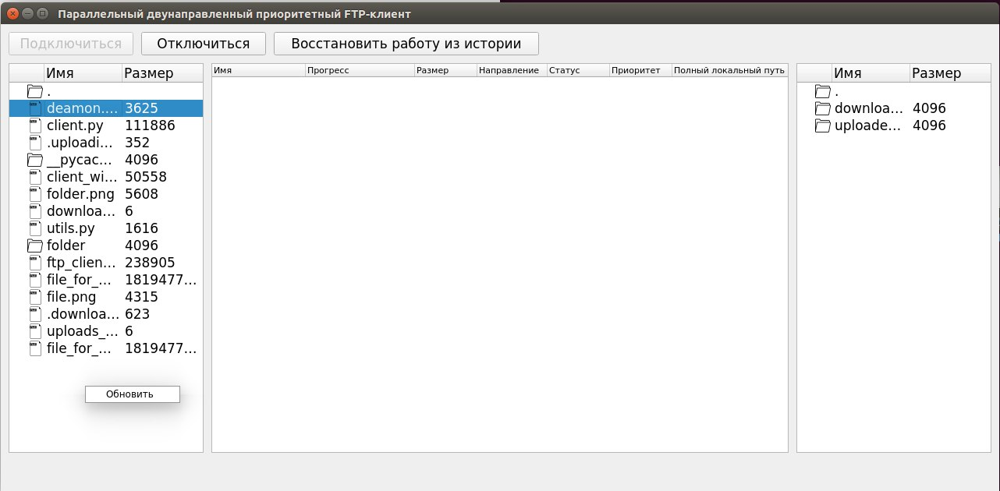 Параллельный двунаправленный приоритетный FTP-клиент
Подключиться Отключиться Восстановить работу из истории
Имя Размер
.
deamon.... 3625
client.py 111886
.uploadi... 352
__pycac... 4096
client_wi... 50558
folder.png 5608
downloa... 6
utils.py 1616
folder 4096
ftp_clien... 238905
file_for_... 1819477...
file.png 4315
.downloa... 623
uploads_... 6
file_for_... 1819477...
Обновить
Имя Прогресс Размер Направление Статус Приоритет Полный локальный путь
Имя Размер
.
downloa... 4096
uploade... 4096